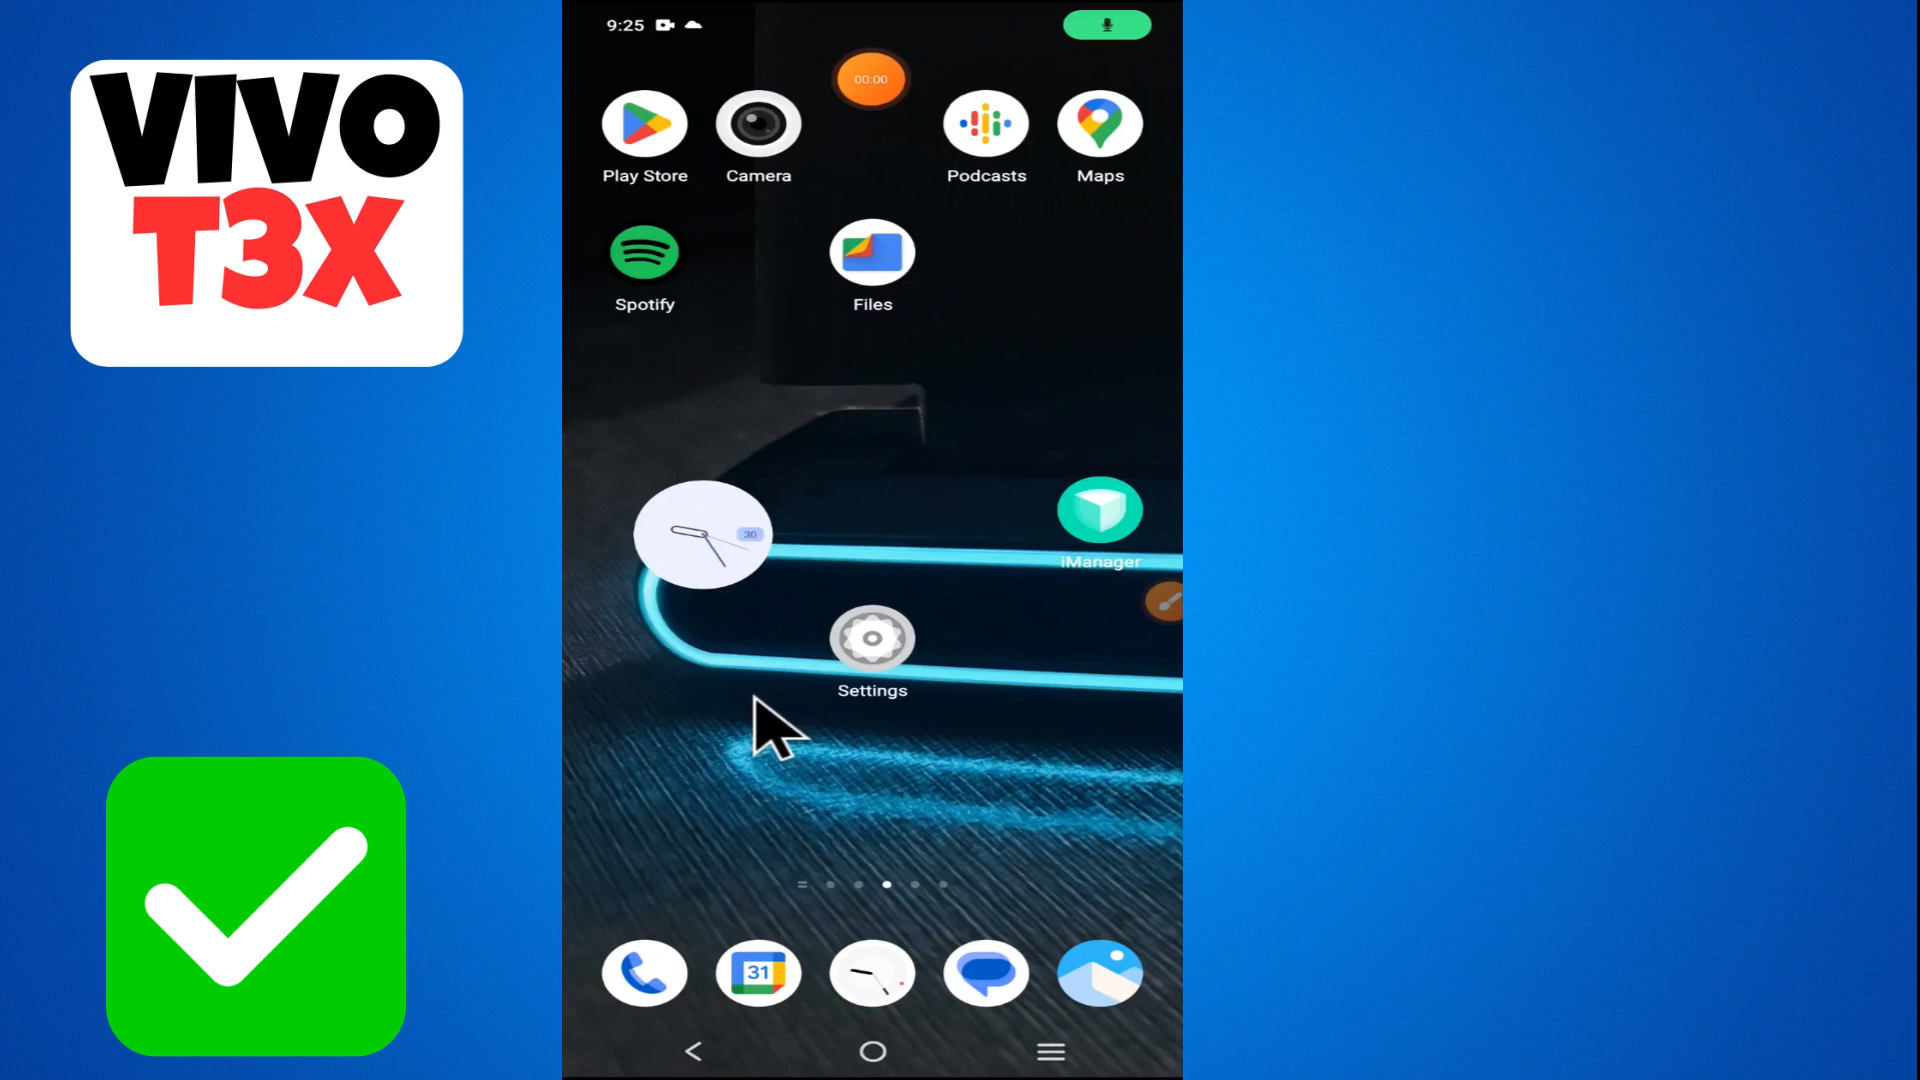 VIVO
T3X
9:25
00:00
Play Store
Camera
Podcasts
Maps
Spotify
Files
30
iManager
Settings
31